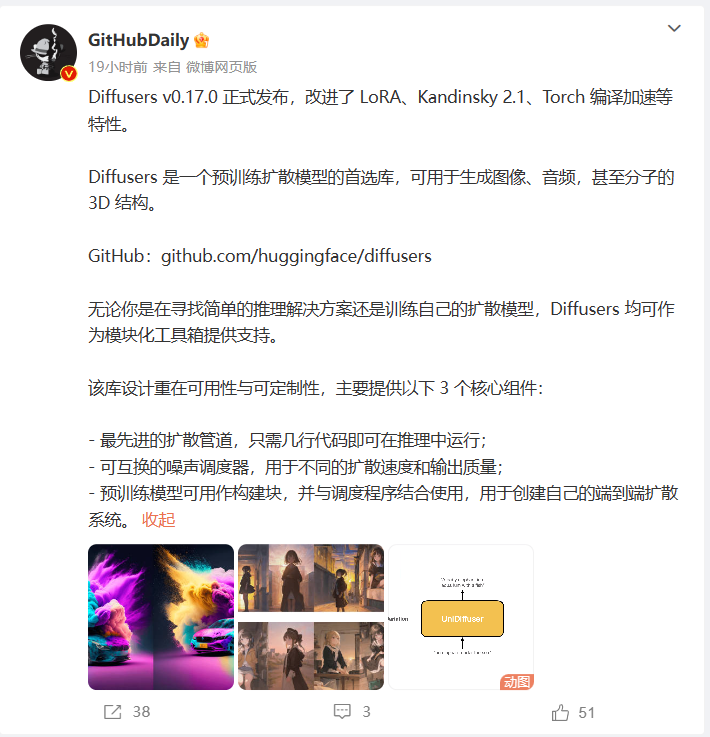 GitHubDaily
19小时前 来自 微博网页版
Diffusers v0.17.0 正式发布，改进了 LoRA、Kandinsky 2.1、Torch 编译加速等
特性。
Diffusers 是一个预训练扩散模型的首选库，可用于生成图像、音频，甚至分子的
3D 结构。
GitHub：github.com/huggingface/diffusers
无论你是在寻找简单的推理解决方案还是训练自己的扩散模型，Diffusers 均可作
为模块化工具箱提供支持。
该库设计重在可用性与可定制性，主要提供以下 3 个核心组件：
- 最先进的扩散管道，只需几行代码即可在推理中运行；
- 可互换的噪声调度器，用于不同的扩散速度和输出质量；
- 预训练模型可用作构建块，并与调度程序结合使用，用于创建自己的端到端扩散
系统。 收起
UniDiffuser
动图
38
3
51